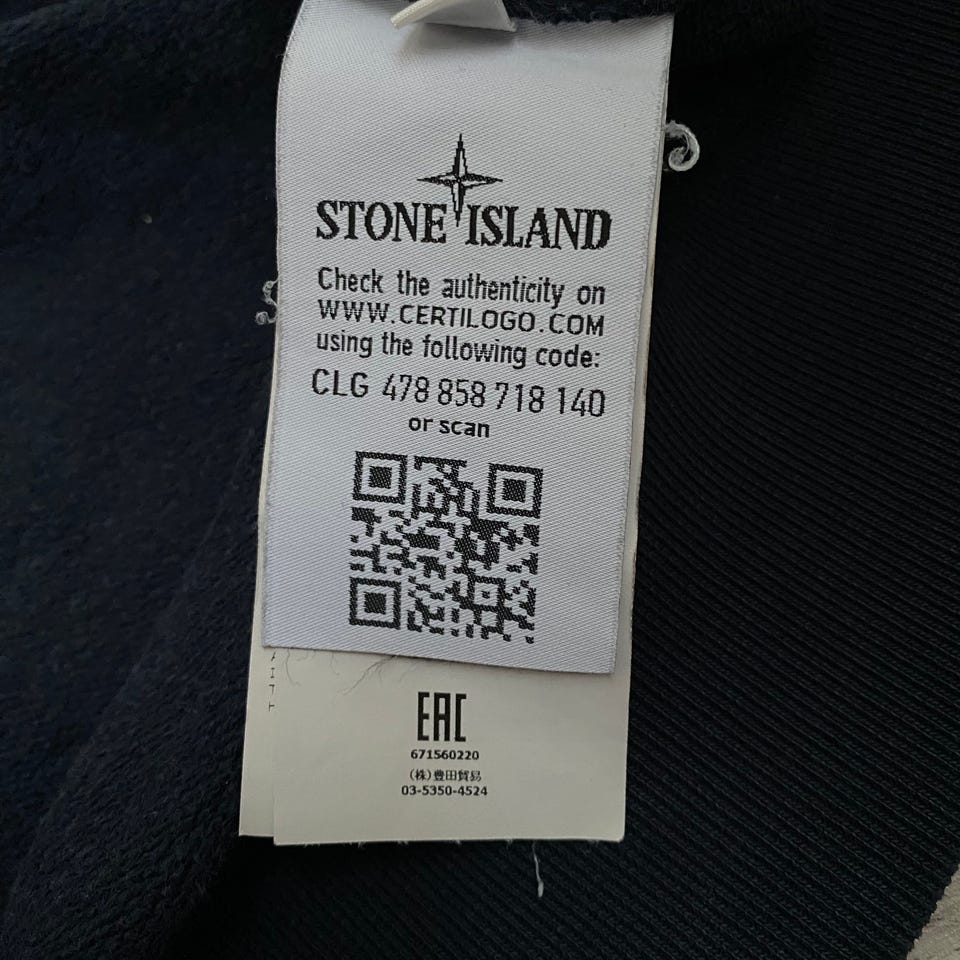 STONE ISLAND
Check the authenticity on
WWW.CERTILOGO.COM
using the following code:
CLG 478 858 718 140
or scan
EAC
671560220
(株)豊田貿易
03-5350-4524